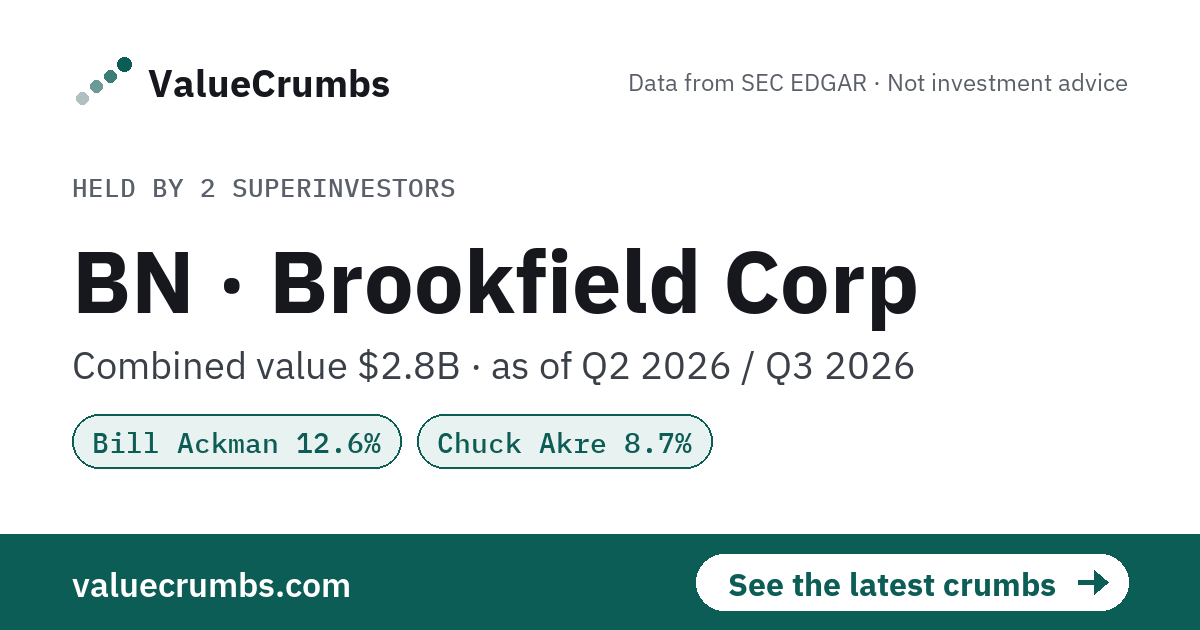 ValueCrumbs
Data from SEC EDGAR · Not investment advice
HELD BY 2 SUPERINVESTORS
BN · Brookfield Corp
Combined value $2.8B · as of Q2 2026 / Q3 2026
Bill Ackman 12.6%
Chuck Akre 8.7%
valuecrumbs.com
See the latest crumbs →